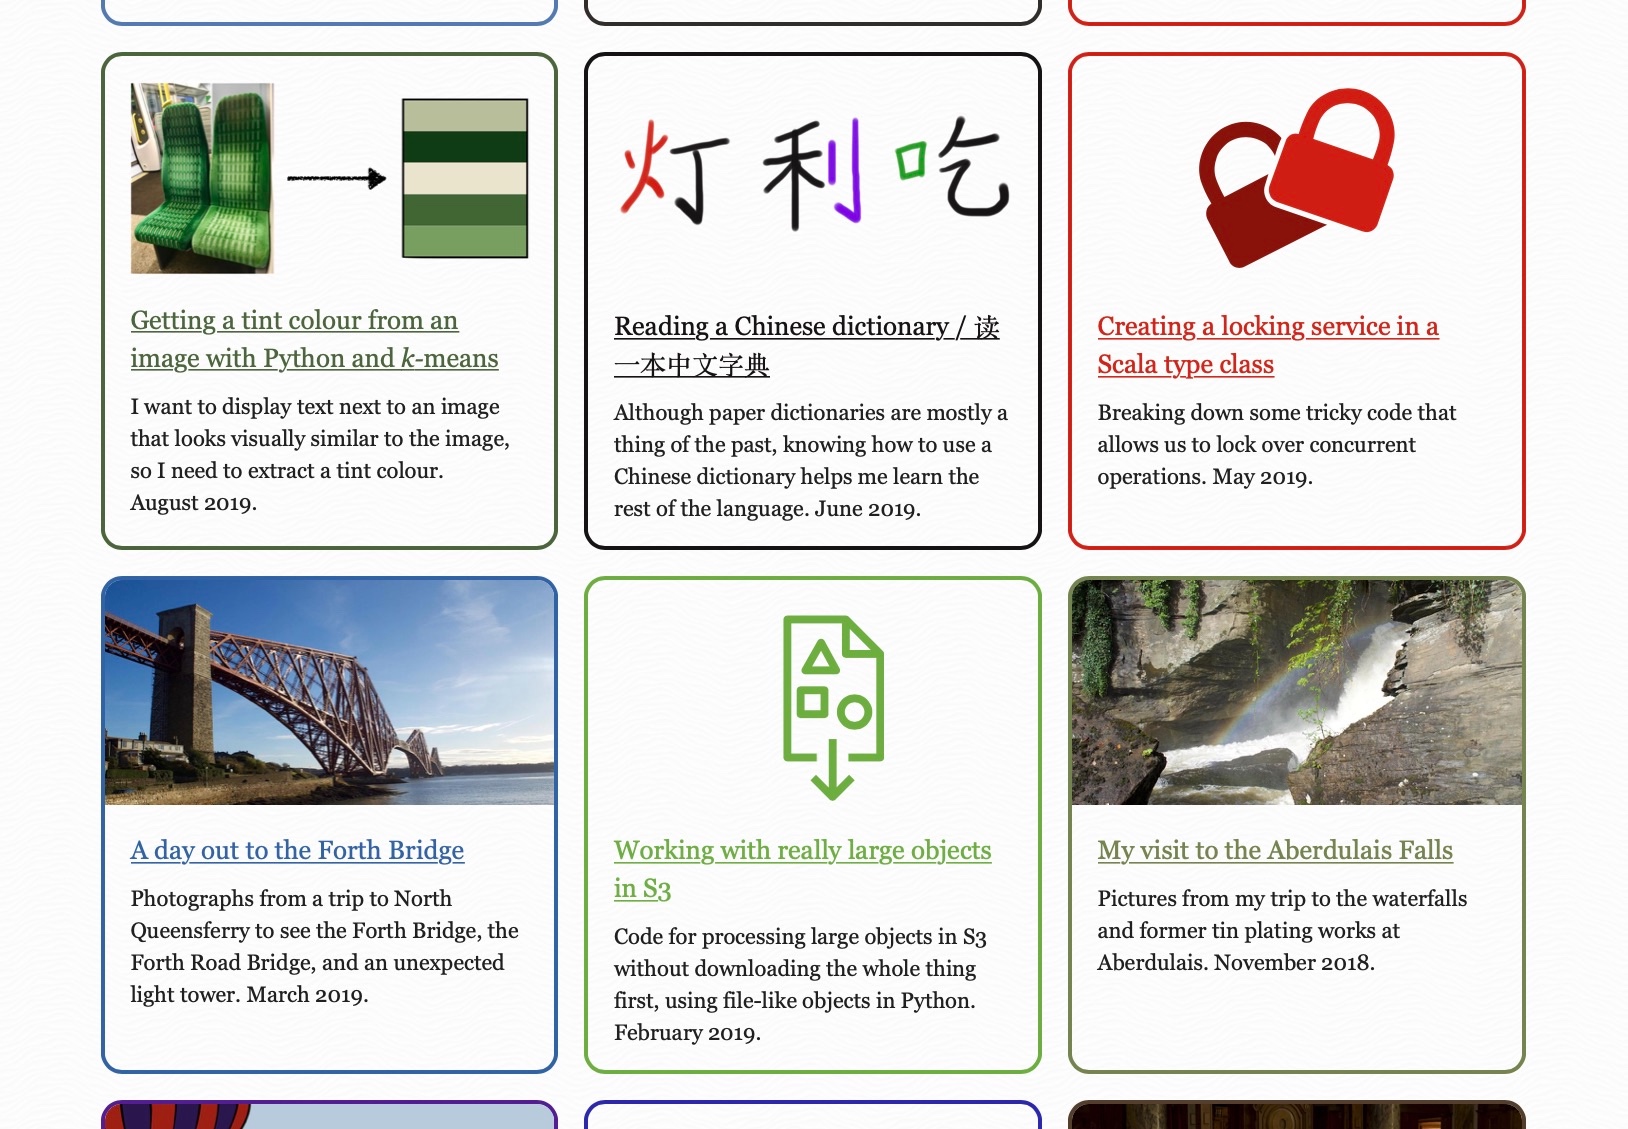 灯 利 吃
Getting a tint colour from an
image with Python and k-means
I want to display text next to an image
that looks visually similar to the image,
so I need to extract a tint colour.
August 2019.
Reading a Chinese dictionary / 读
一本中文字典
Although paper dictionaries are mostly a
thing of the past, knowing how to use a
Chinese dictionary helps me learn the
rest of the language. June 2019.
Creating a locking service in a
Scala type class
Breaking down some tricky code that
allows us to lock over concurrent
operations. May 2019.
A day out to the Forth Bridge
Photographs from a trip to North
Queensferry to see the Forth Bridge, the
Forth Road Bridge, and an unexpected
light tower. March 2019.
Working with really large objects
in S3
Code for processing large objects in S3
without downloading the whole thing
first, using file-like objects in Python.
February 2019.
My visit to the Aberdulais Falls
Pictures from my trip to the waterfalls
and former tin plating works at
Aberdulais. November 2018.